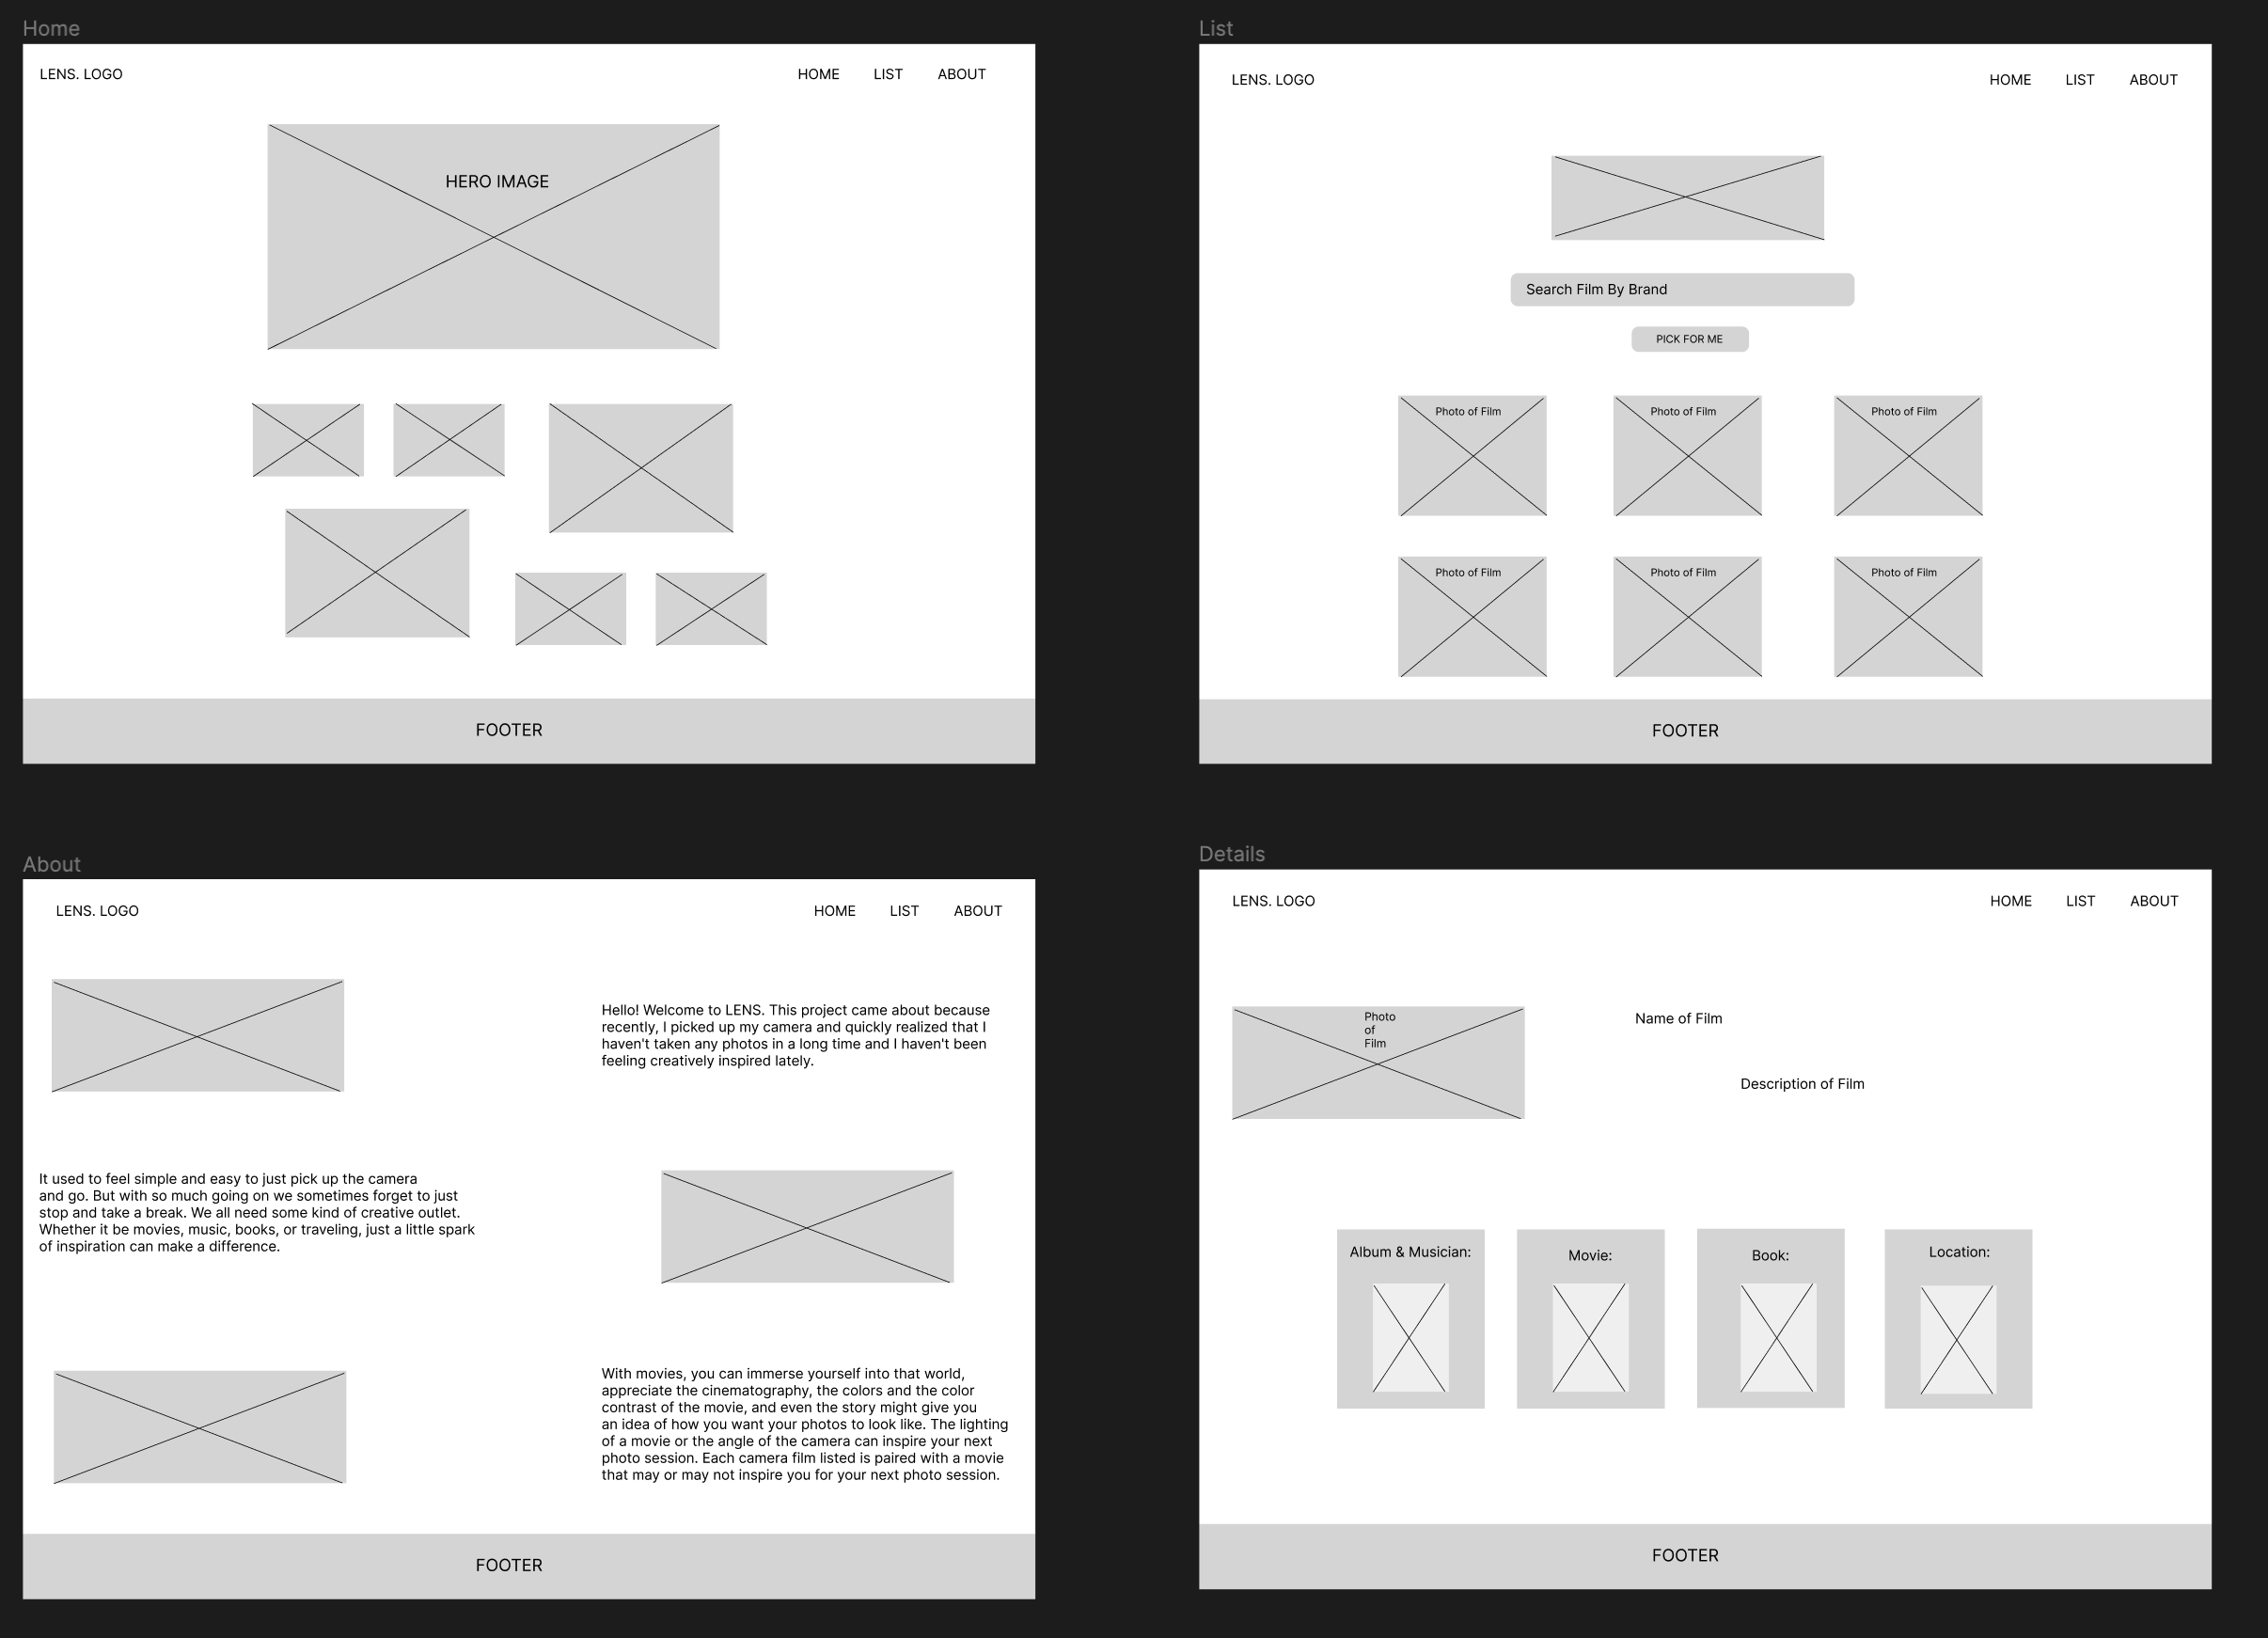 Home
LENS. LOGO
HOME
LIST
ABOUT
HERO IMAGE
FOOTER
List
LENS. LOGO
HOME
LIST
ABOUT
Search Film By Brand
PICK FOR ME
Photo of Film
Photo of Film
Photo of Film
Photo of Film
Photo of Film
Photo of Film
FOOTER
About
LENS. LOGO
HOME
LIST
ABOUT
Hello! Welcome to LENS. This project came about because
recently, I picked up my camera and quickly realized that I
haven't taken any photos in a long time and I haven't been
feeling creatively inspired lately.
It used to feel simple and easy to just pick up the camera
and go. But with so much going on we sometimes forget to just
stop and take a break. We all need some kind of creative outlet.
Whether it be movies, music, books, or traveling, just a little spark
of inspiration can make a difference.
With movies, you can immerse yourself into that world,
appreciate the cinematography, the colors and the color
contrast of the movie, and even the story might give you
an idea of how you want your photos to look like. The lighting
of a movie or the angle of the camera can inspire your next
photo session. Each camera film listed is paired with a movie
that may or may not inspire you for your next photo session.
FOOTER
Details
LENS. LOGO
HOME
LIST
ABOUT
Photo
of
Film
Name of Film
Description of Film
Album & Musician:
Movie:
Book:
Location:
FOOTER